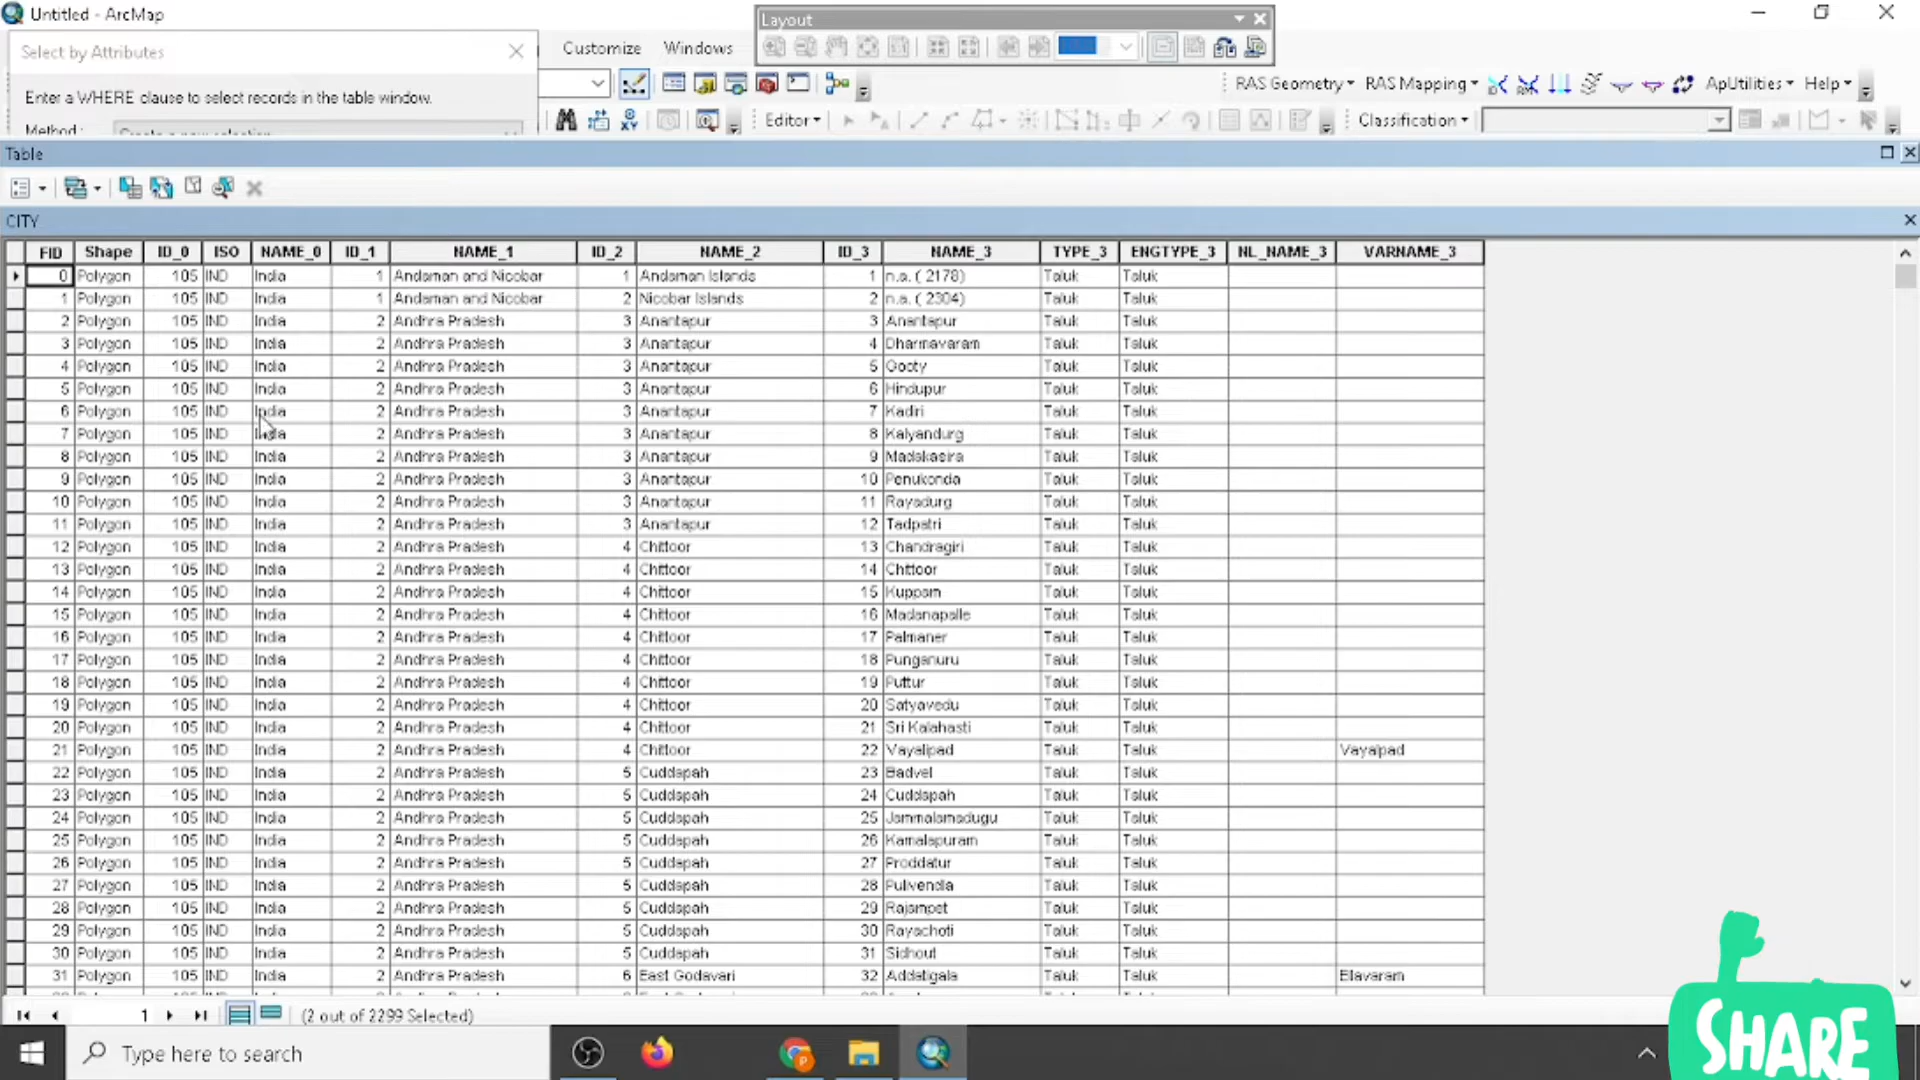 Untitled - ArcMap
Layout
Select by Attributes
Customize Windows
Enter a WHERE clause to select records in the table window.
RAS Geometry RAS Mapping ApUtilities Help
Method : Create a new selection
Editor Classification
Table
CITY
FID Shape ID_0 ISO NAME_0 ID_1 NAME_1 ID_2 NAME_2 ID_3 NAME_3 TYPE_3 ENGTYPE_3 NL_NAME_3 VARNAME_3
0 Polygon 105 IND India 1 Andaman and Nicobar 1 Andaman Islands 1 n.a. ( 2178) Taluk Taluk
1 Polygon 105 IND India 1 Andaman and Nicobar 2 Nicobar Islands 2 n.a. ( 2304) Taluk Taluk
2 Polygon 105 IND India 2 Andhra Pradesh 3 Anantapur 3 Anantapur Taluk Taluk
3 Polygon 105 IND India 2 Andhra Pradesh 3 Anantapur 4 Dharmavaram Taluk Taluk
4 Polygon 105 IND India 2 Andhra Pradesh 3 Anantapur 5 Gooty Taluk Taluk
5 Polygon 105 IND India 2 Andhra Pradesh 3 Anantapur 6 Hindupur Taluk Taluk
6 Polygon 105 IND India 2 Andhra Pradesh 3 Anantapur 7 Kadiri Taluk Taluk
7 Polygon 105 IND India 2 Andhra Pradesh 3 Anantapur 8 Kalyandurg Taluk Taluk
8 Polygon 105 IND India 2 Andhra Pradesh 3 Anantapur 9 Madakasira Taluk Taluk
9 Polygon 105 IND India 2 Andhra Pradesh 3 Anantapur 10 Penukonda Taluk Taluk
10 Polygon 105 IND India 2 Andhra Pradesh 3 Anantapur 11 Rayadurg Taluk Taluk
11 Polygon 105 IND India 2 Andhra Pradesh 3 Anantapur 12 Tadpatri Taluk Taluk
12 Polygon 105 IND India 2 Andhra Pradesh 4 Chittoor 13 Chandragiri Taluk Taluk
13 Polygon 105 IND India 2 Andhra Pradesh 4 Chittoor 14 Chittoor Taluk Taluk
14 Polygon 105 IND India 2 Andhra Pradesh 4 Chittoor 15 Kuppam Taluk Taluk
15 Polygon 105 IND India 2 Andhra Pradesh 4 Chittoor 16 Madanapalle Taluk Taluk
16 Polygon 105 IND India 2 Andhra Pradesh 4 Chittoor 17 Palmaner Taluk Taluk
17 Polygon 105 IND India 2 Andhra Pradesh 4 Chittoor 18 Punganuru Taluk Taluk
18 Polygon 105 IND India 2 Andhra Pradesh 4 Chittoor 19 Puttur Taluk Taluk
19 Polygon 105 IND India 2 Andhra Pradesh 4 Chittoor 20 Satyavedu Taluk Taluk
20 Polygon 105 IND India 2 Andhra Pradesh 4 Chittoor 21 Sri Kalahasti Taluk Taluk
21 Polygon 105 IND India 2 Andhra Pradesh 4 Chittoor 22 Vayalipad Taluk Taluk Vayalpad
22 Polygon 105 IND India 2 Andhra Pradesh 5 Cuddapah 23 Badvel Taluk Taluk
23 Polygon 105 IND India 2 Andhra Pradesh 5 Cuddapah 24 Cuddapah Taluk Taluk
24 Polygon 105 IND India 2 Andhra Pradesh 5 Cuddapah 25 Jammalamadugu Taluk Taluk
25 Polygon 105 IND India 2 Andhra Pradesh 5 Cuddapah 26 Kamalapuram Taluk Taluk
26 Polygon 105 IND India 2 Andhra Pradesh 5 Cuddapah 27 Proddatur Taluk Taluk
27 Polygon 105 IND India 2 Andhra Pradesh 5 Cuddapah 28 Pulivendla Taluk Taluk
28 Polygon 105 IND India 2 Andhra Pradesh 5 Cuddapah 29 Rajampet Taluk Taluk
29 Polygon 105 IND India 2 Andhra Pradesh 5 Cuddapah 30 Rayachoti Taluk Taluk
30 Polygon 105 IND India 2 Andhra Pradesh 5 Cuddapah 31 Sidhout Taluk Taluk
31 Polygon 105 IND India 2 Andhra Pradesh 6 East Godavari 32 Addatigala Taluk Taluk Elavaram
1 (2 out of 2299 Selected)
Type here to search
SHARE